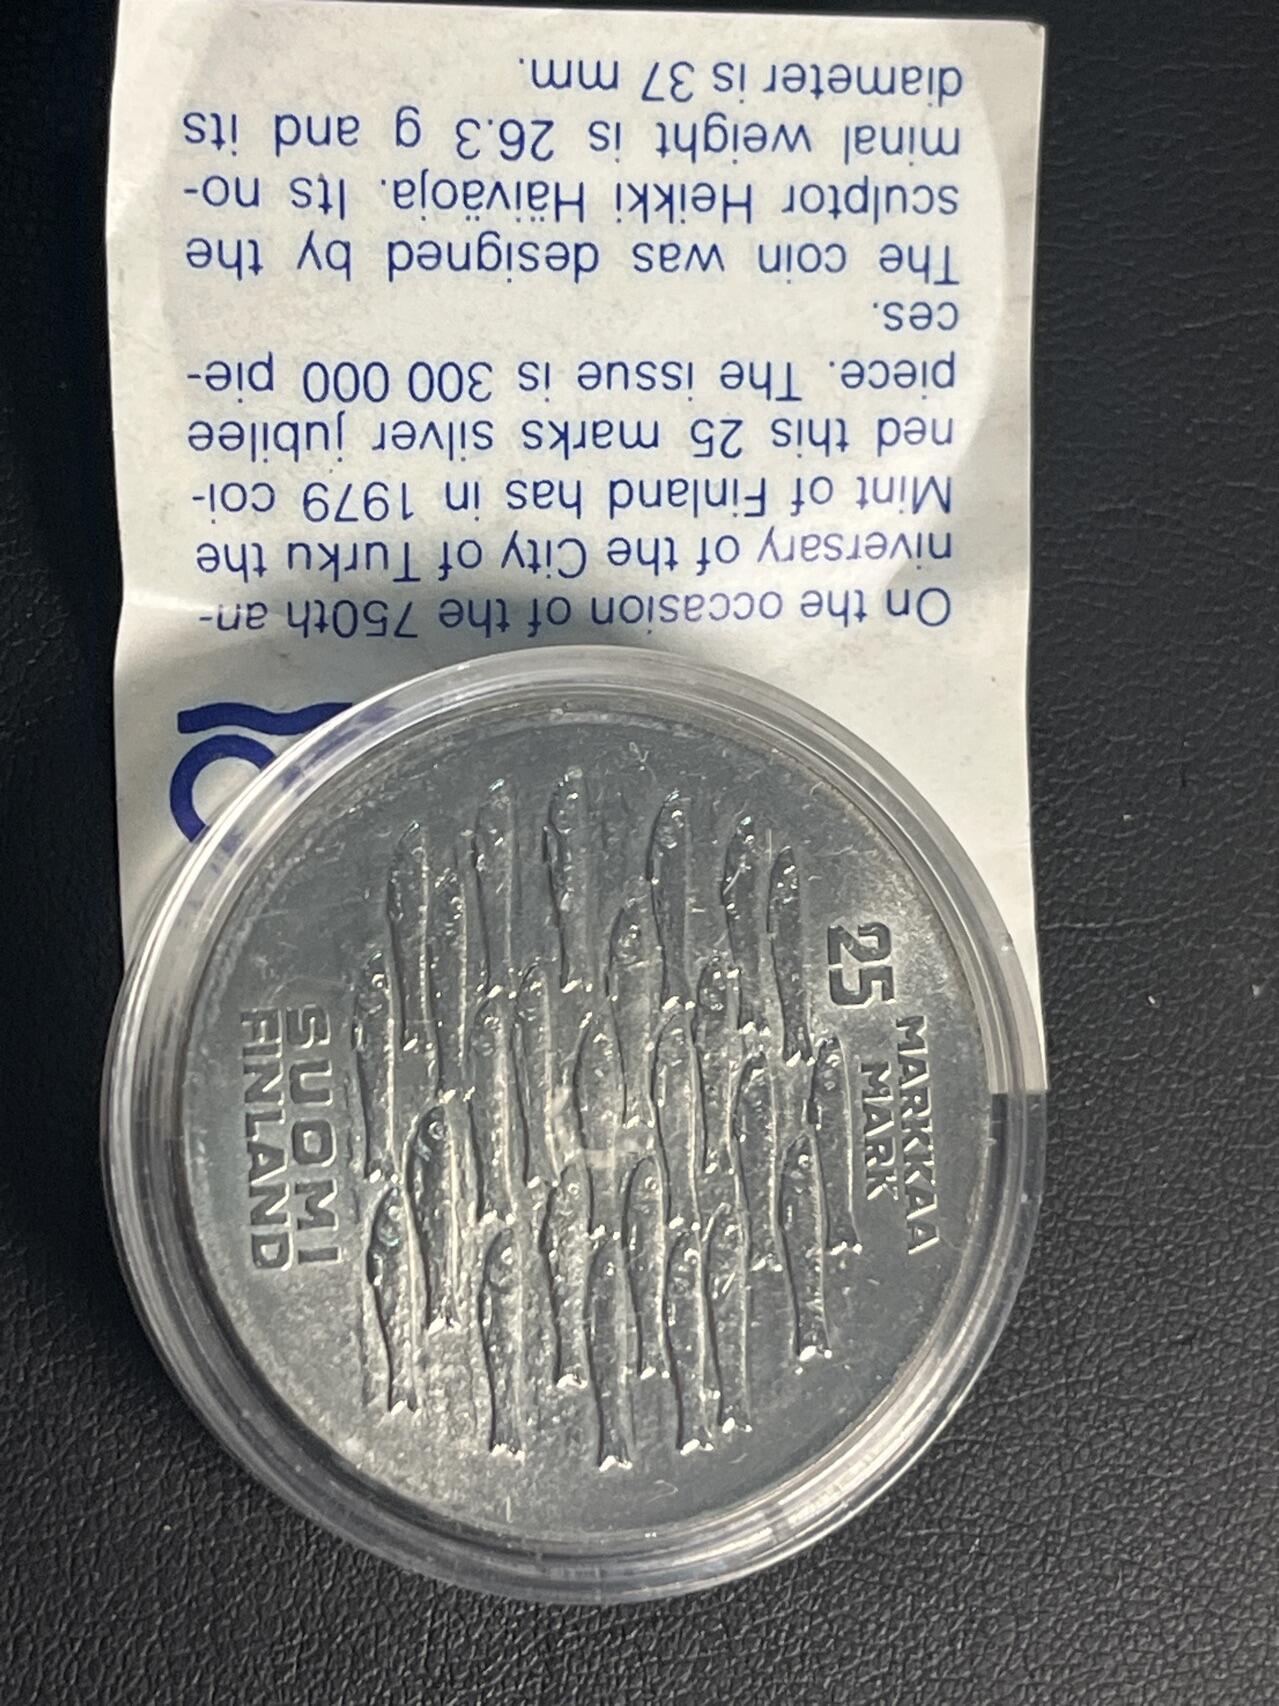 On the occasion of the 750th an-
niversary of the City of Turku the
Mint of Finland has in 1979 coi-
ned this 25 marks silver jubilee
piece. The issue is 300 000 pie-
ces.
The coin was designed by the
sculptor Heikki Häiväoja. Its no-
minal weight is 26.3 g and its
diameter is 37 mm.
25
MARKKAA
MARK
SUOMI
FINLAND